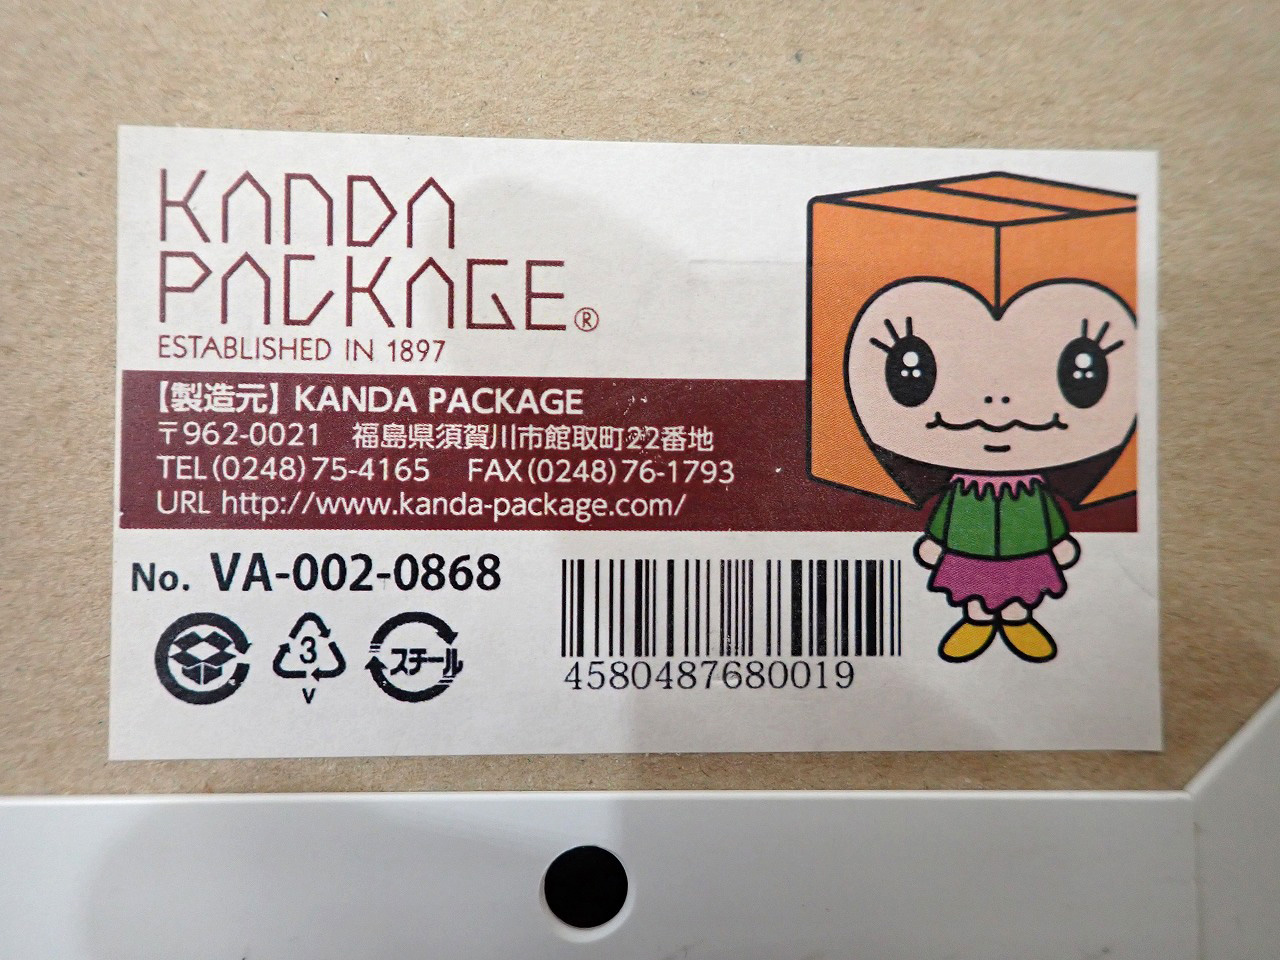 KANDA
PACKAGE®
ESTABLISHED IN 1897
【製造元】KANDA PACKAGE
〒962-0021 福島県須賀川市館取町22番地
TEL(0248)75-4165 FAX(0248)76-1793
URL http://www.kanda-package.com/
No. VA-002-0868
3
V
スチール
4580487680019